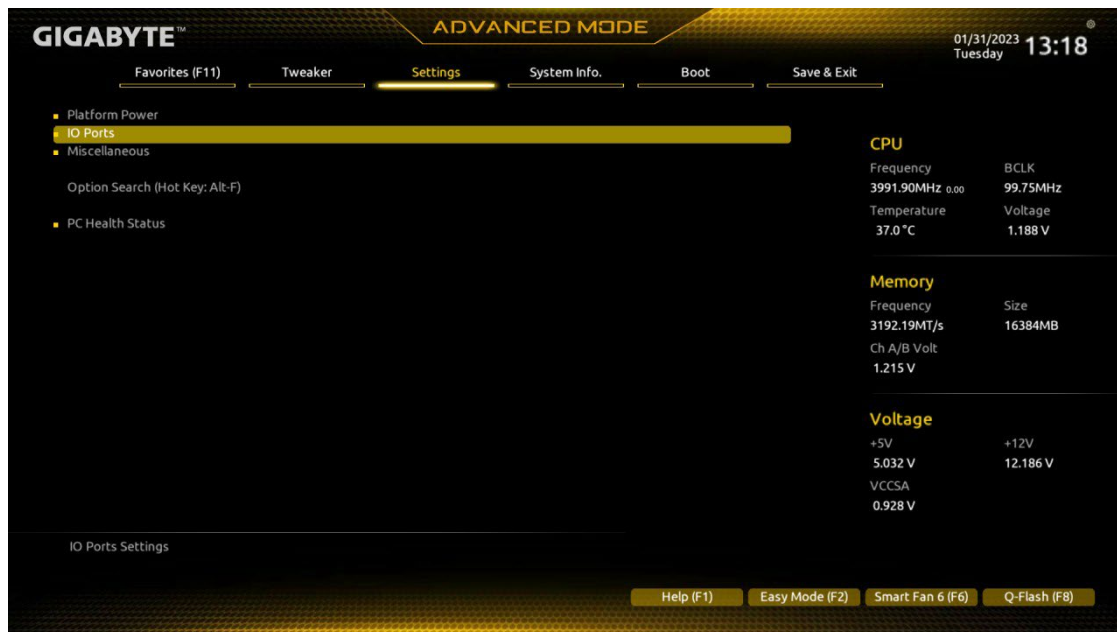 GIGABYTE™
ADVANCED MODE
01/31/2023
Tuesday
13:18
Favorites (F11) Tweaker Settings System Info. Boot Save & Exit
Platform Power
IO Ports
Miscellaneous
Option Search (Hot Key: Alt-F)
PC Health Status
CPU
Frequency BCLK
3991.90MHz 0.00 99.75MHz
Temperature Voltage
37.0 °C 1.188 V
Memory
Frequency Size
3192.19MT/s 16384MB
Ch A/B Volt
1.215 V
Voltage
+5V +12V
5.032 V 12.186 V
VCCSA
0.928 V
IO Ports Settings
Help (F1) Easy Mode (F2) Smart Fan 6 (F6) Q-Flash (F8)